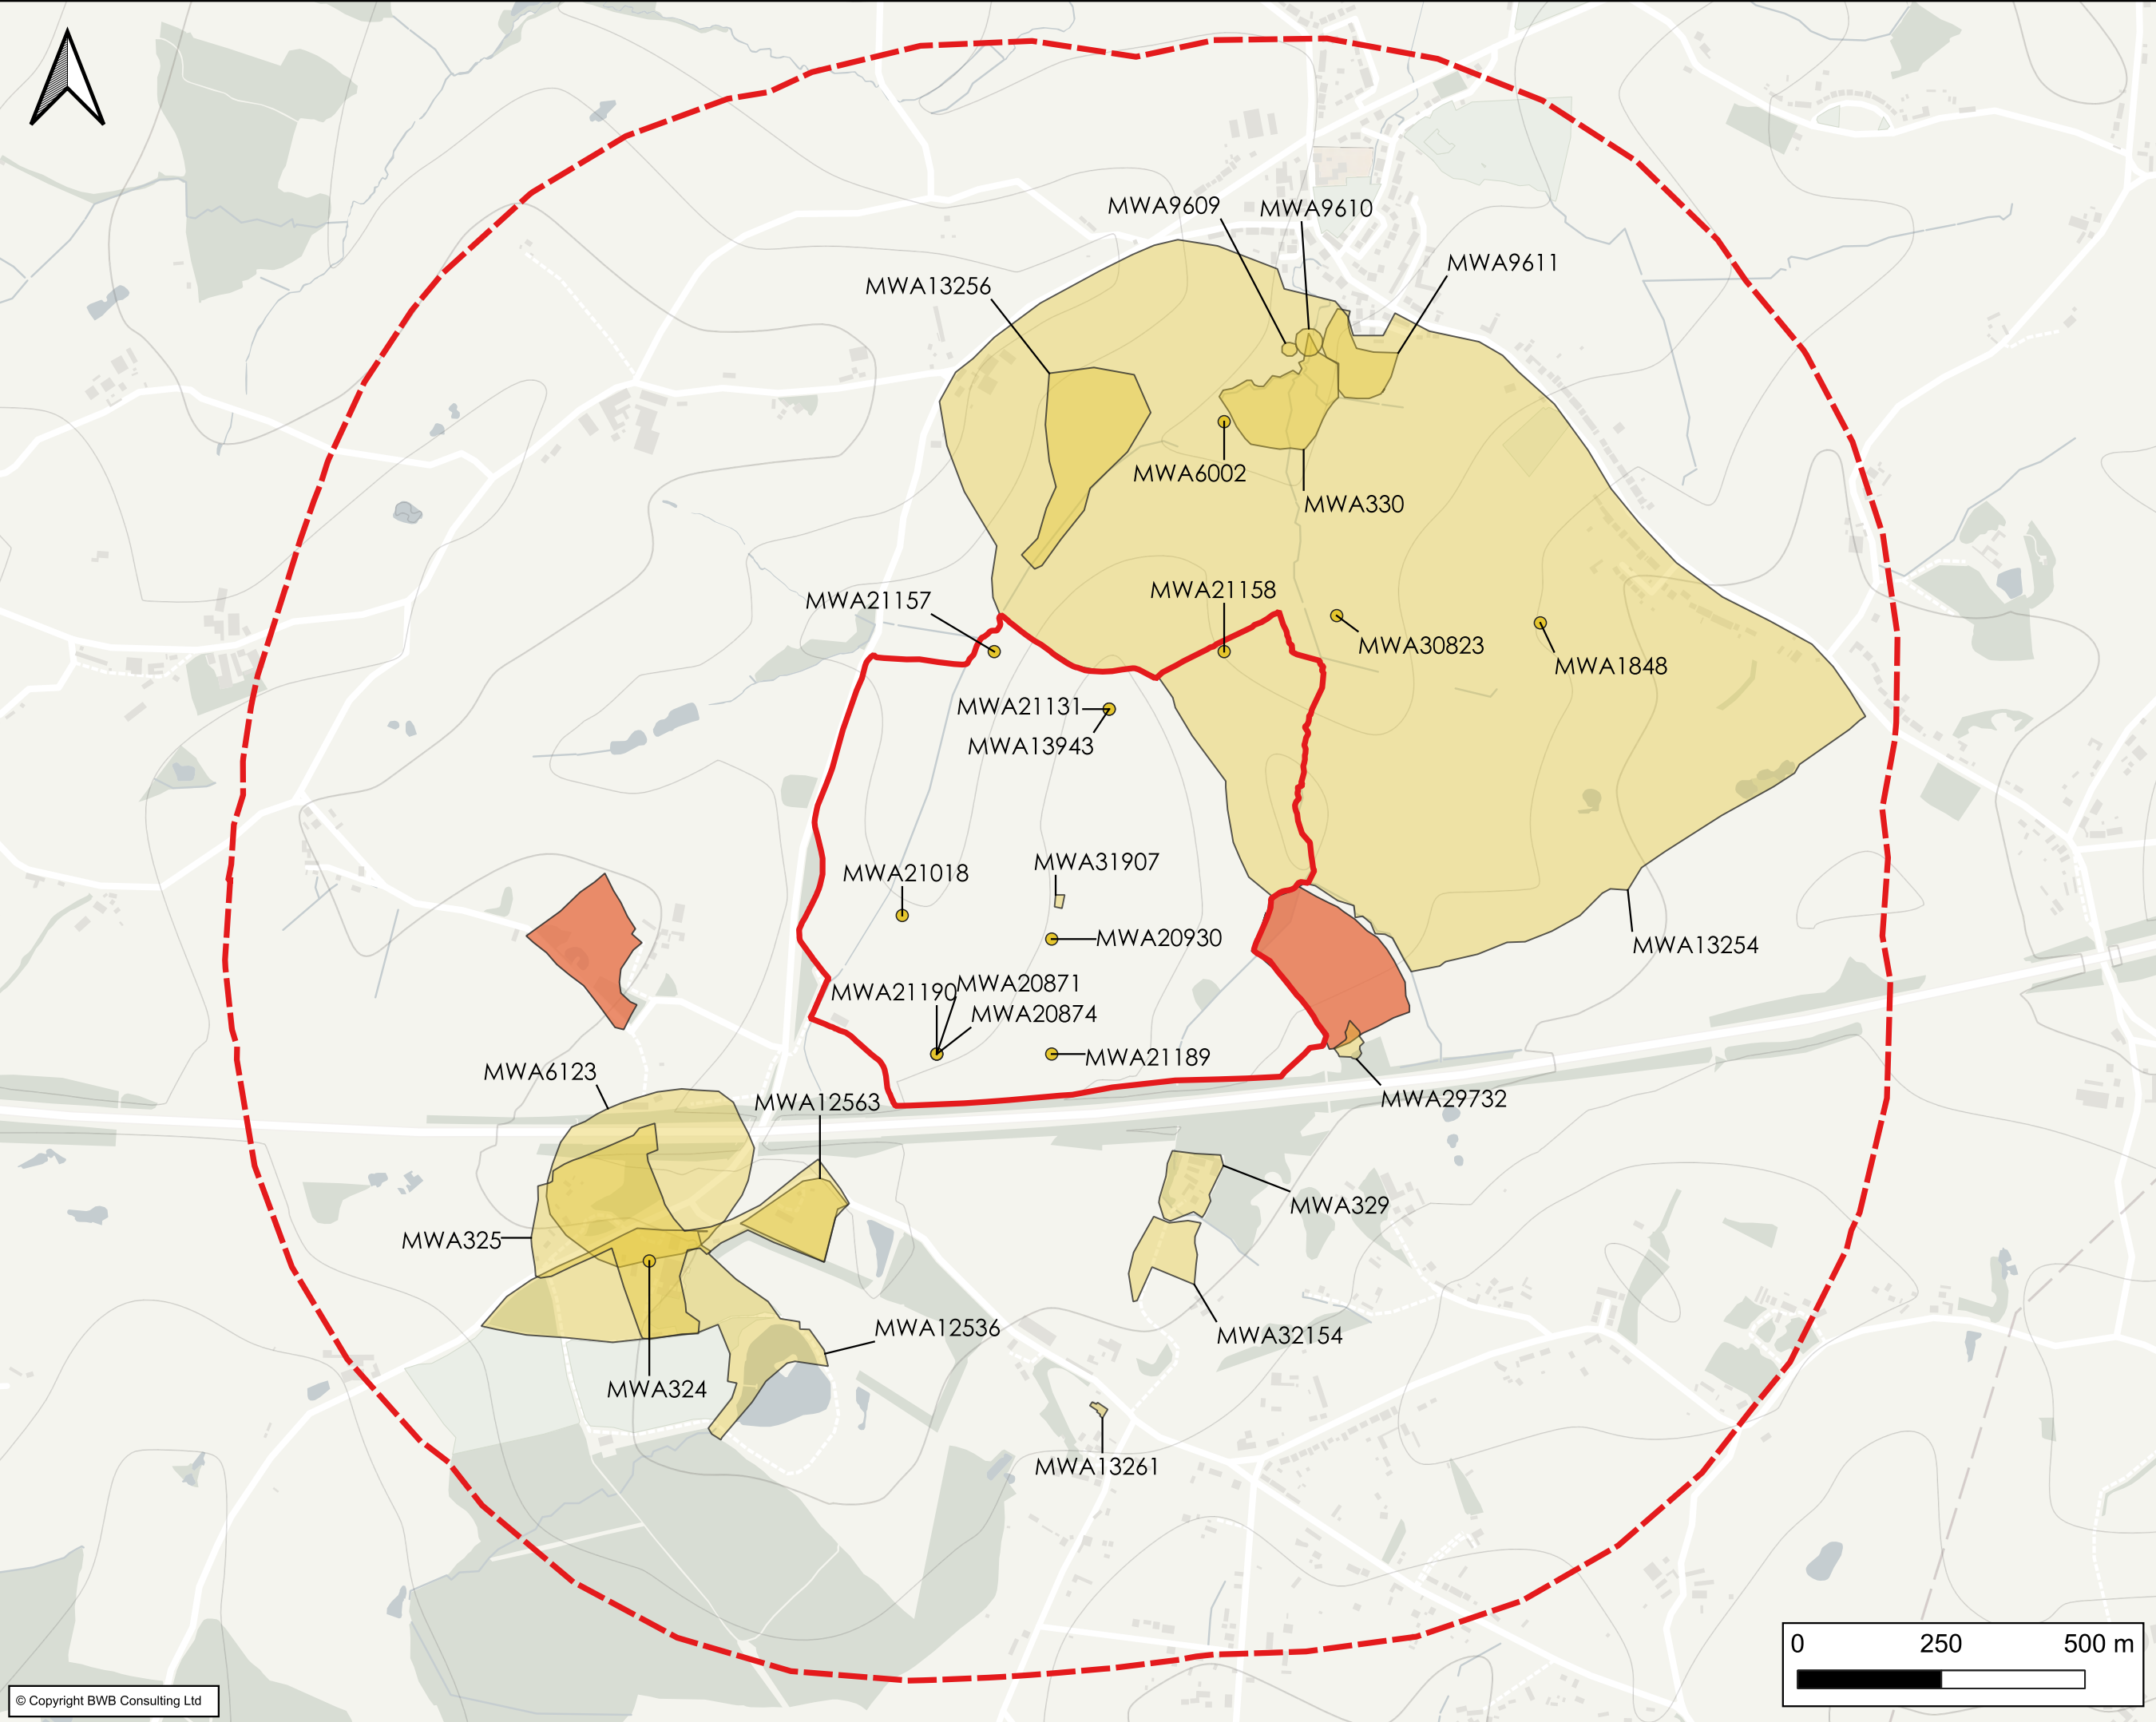 MWA9609
MWA9610
MWA9611
MWA13256
MWA6002
MWA330
MWA21157
MWA21158
MWA30823
MWA1848
MWA21131
MWA13943
MWA31907
MWA21018
MWA20930
MWA13254
MWA20871
MWA21190
MWA20874
MWA21189
MWA6123
MWA12563
MWA29732
MWA329
MWA325
MWA12536
MWA32154
MWA324
MWA13261
0 250 500 m
© Copyright BWB Consulting Ltd